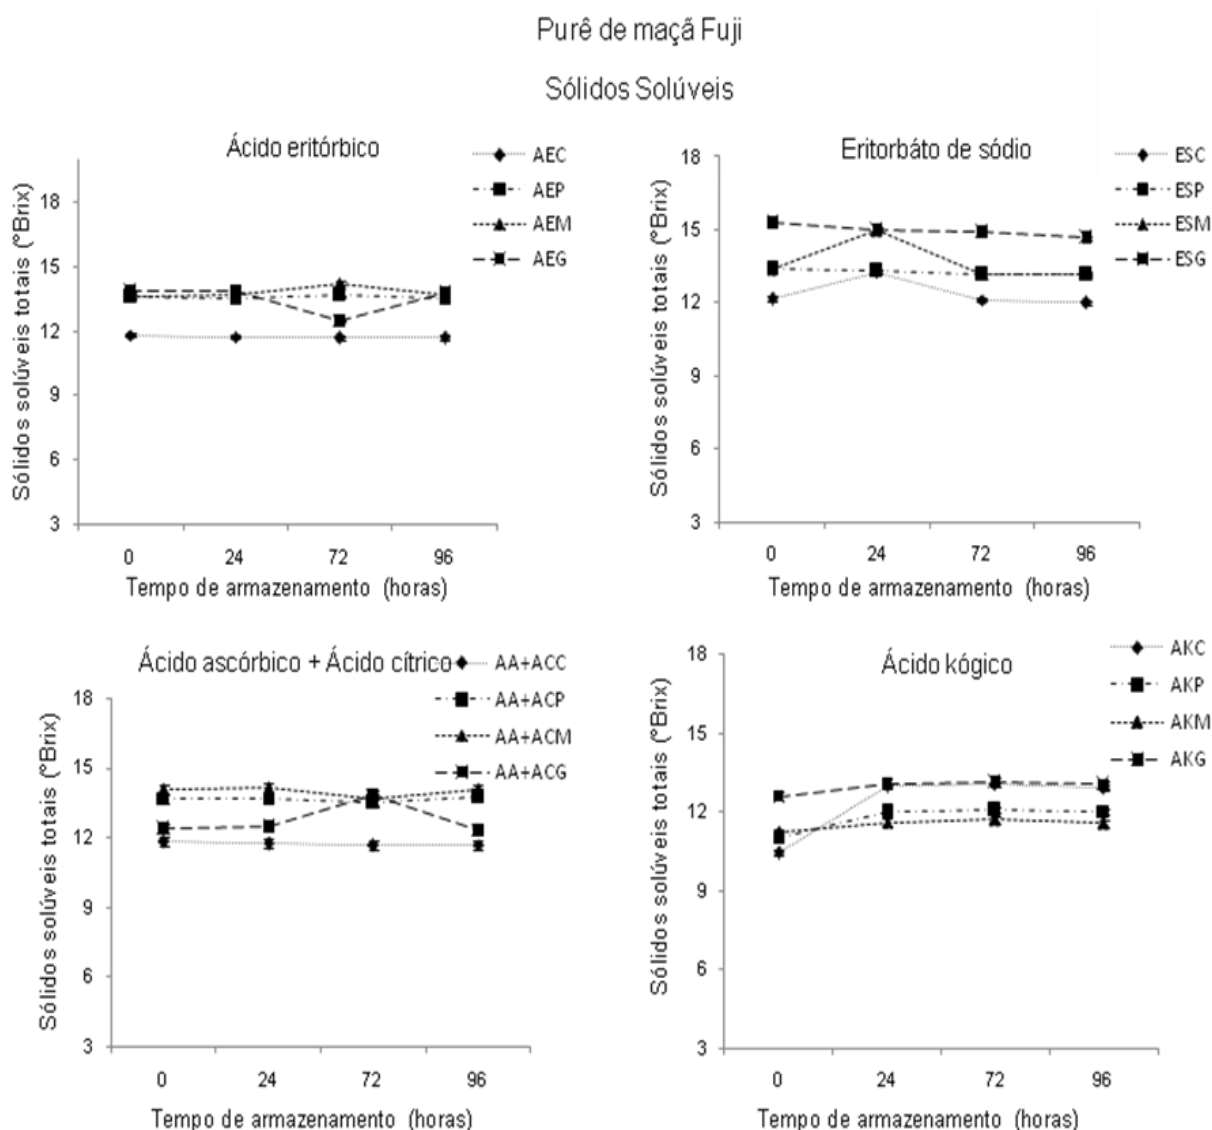 Purê de maçã Fuji
Sólidos Solúveis
Ácido eritórbico
AEC
AEP
AEM
AEG
Sólidos solúveis totais (°Brix)
18
15
12
9
6
3
0 24 72 96
Tempo de armazenamento (horas)
Eritorbáto de sódio
ESC
ESP
ESM
ESG
Sólidos solúveis totais (°Brix)
18
15
12
9
6
3
0 24 72 96
Tempo de armazenamento (horas)
Ácido ascórbico + Ácido cítrico
AA+ACC
AA+ACP
AA+ACM
AA+ACG
Sólidos solúveis totais (°Brix)
18
15
12
9
6
3
0 24 72 96
Tempo de armazenamento (horas)
Ácido kógico
AKC
AKP
AKM
AKG
Sólidos solúveis totais (°Brix)
18
15
12
9
6
3
0 24 72 96
Tempo de armazenamento (horas)